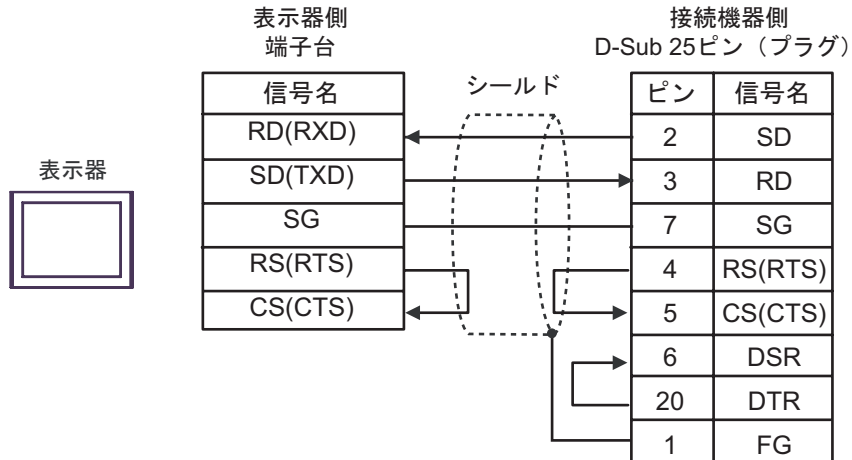 表示器側
端子台
接続機器側
D-Sub 25ピン（プラグ）
シールド
表示器
信号名
RD(RXD)
SD(TXD)
SG
RS(RTS)
CS(CTS)
ピン 信号名
2 SD
3 RD
7 SG
4 RS(RTS)
5 CS(CTS)
6 DSR
20 DTR
1 FG